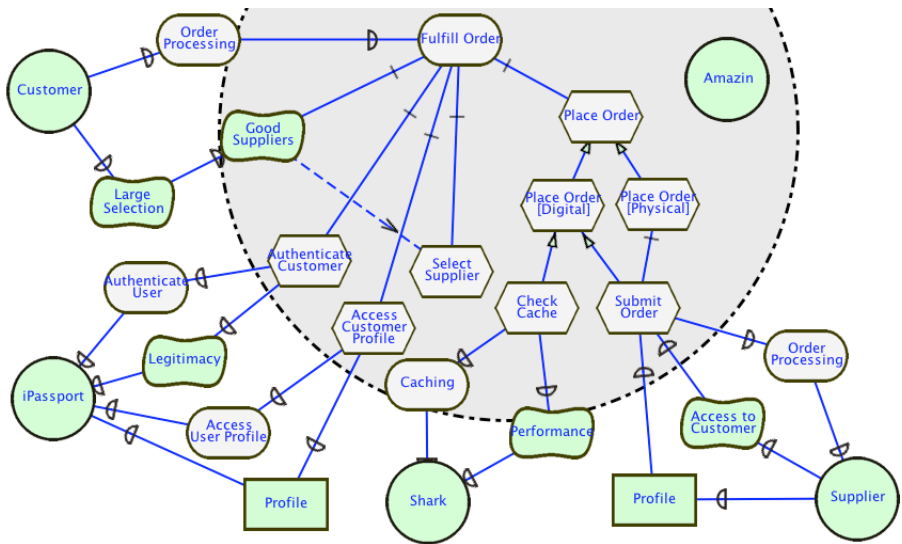 Order
Processing
Fulfill Order
Customer
Amazin
Good
Suppliers
Place Order
Large
Selection
Place Order
[Digital]
Place Order
[Physical]
Authenticate
Customer
Select
Supplier
Authenticate
User
Access
Customer
Profile
Check
Cache
Submit
Order
Order
Processing
Legitimacy
iPassport
Caching
Access
User Profile
Performance
Access to
Customer
Profile
Shark
Profile
Supplier